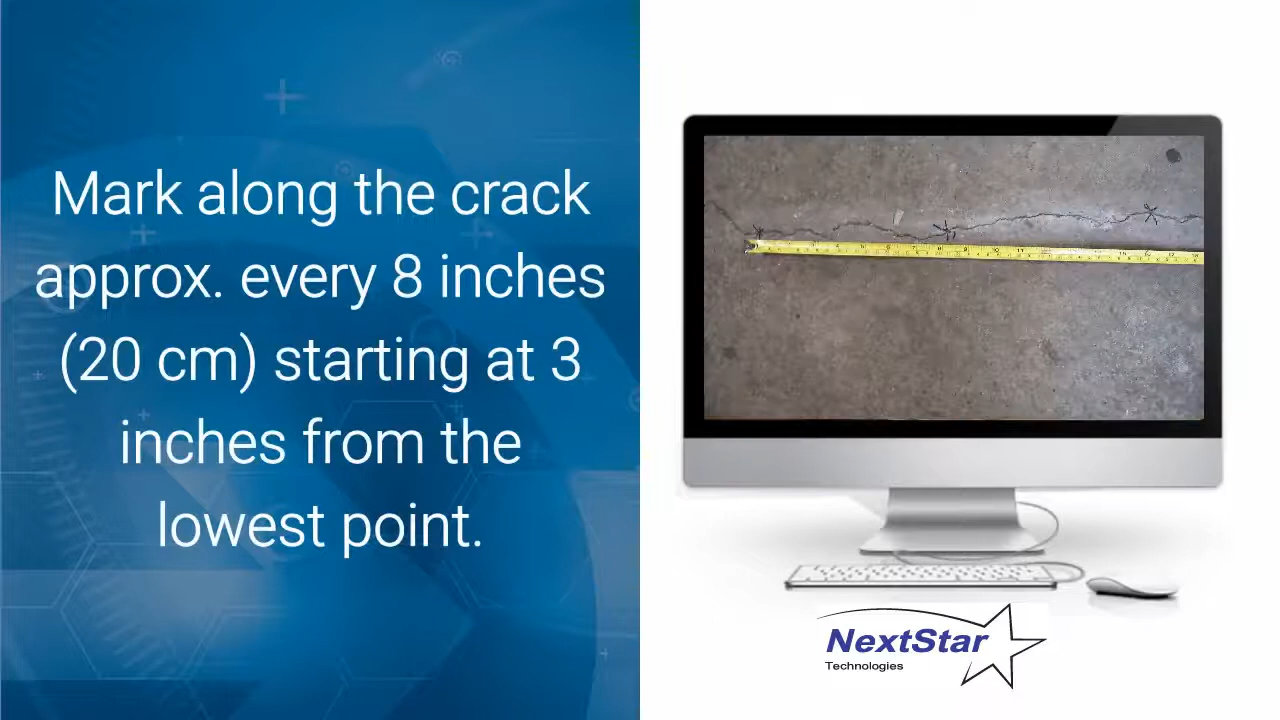 Mark along the crack
approx. every 8 inches
(20 cm) starting at 3
inches from the
lowest point.
NextStar
Technologies